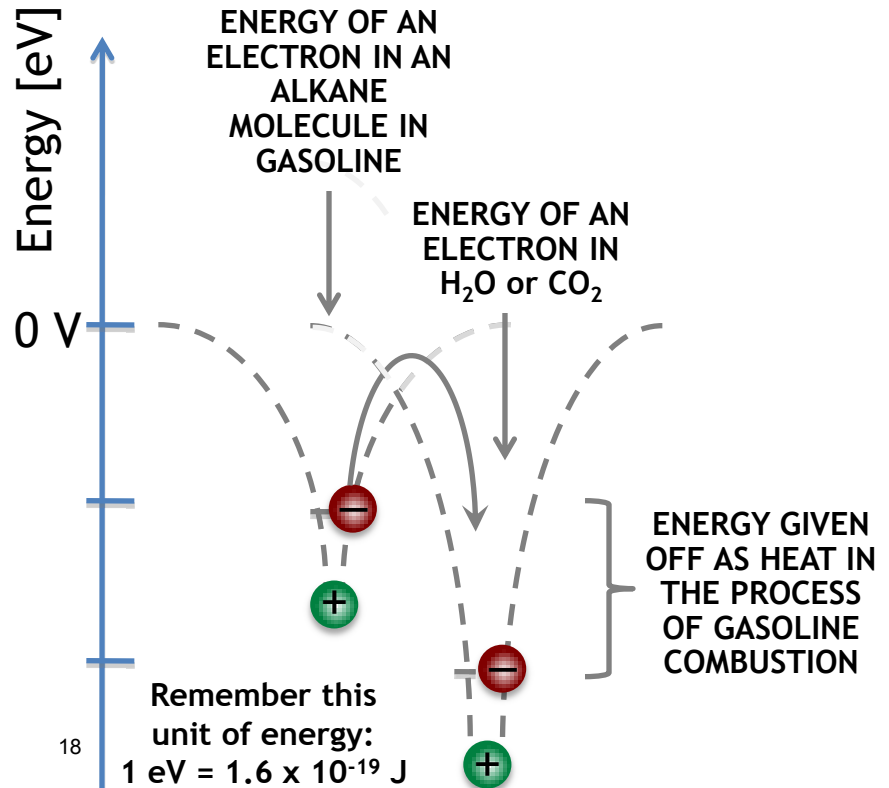 Energy [eV]
ENERGY OF AN
ELECTRON IN AN
ALKANE
MOLECULE IN
GASOLINE
ENERGY OF AN
ELECTRON IN
H₂O or CO₂
0 V
−
+
ENERGY GIVEN
OFF AS HEAT IN
THE PROCESS
OF GASOLINE
COMBUSTION
−
+
Remember this
unit of energy:
1 eV = 1.6 x 10⁻¹⁹ J
18